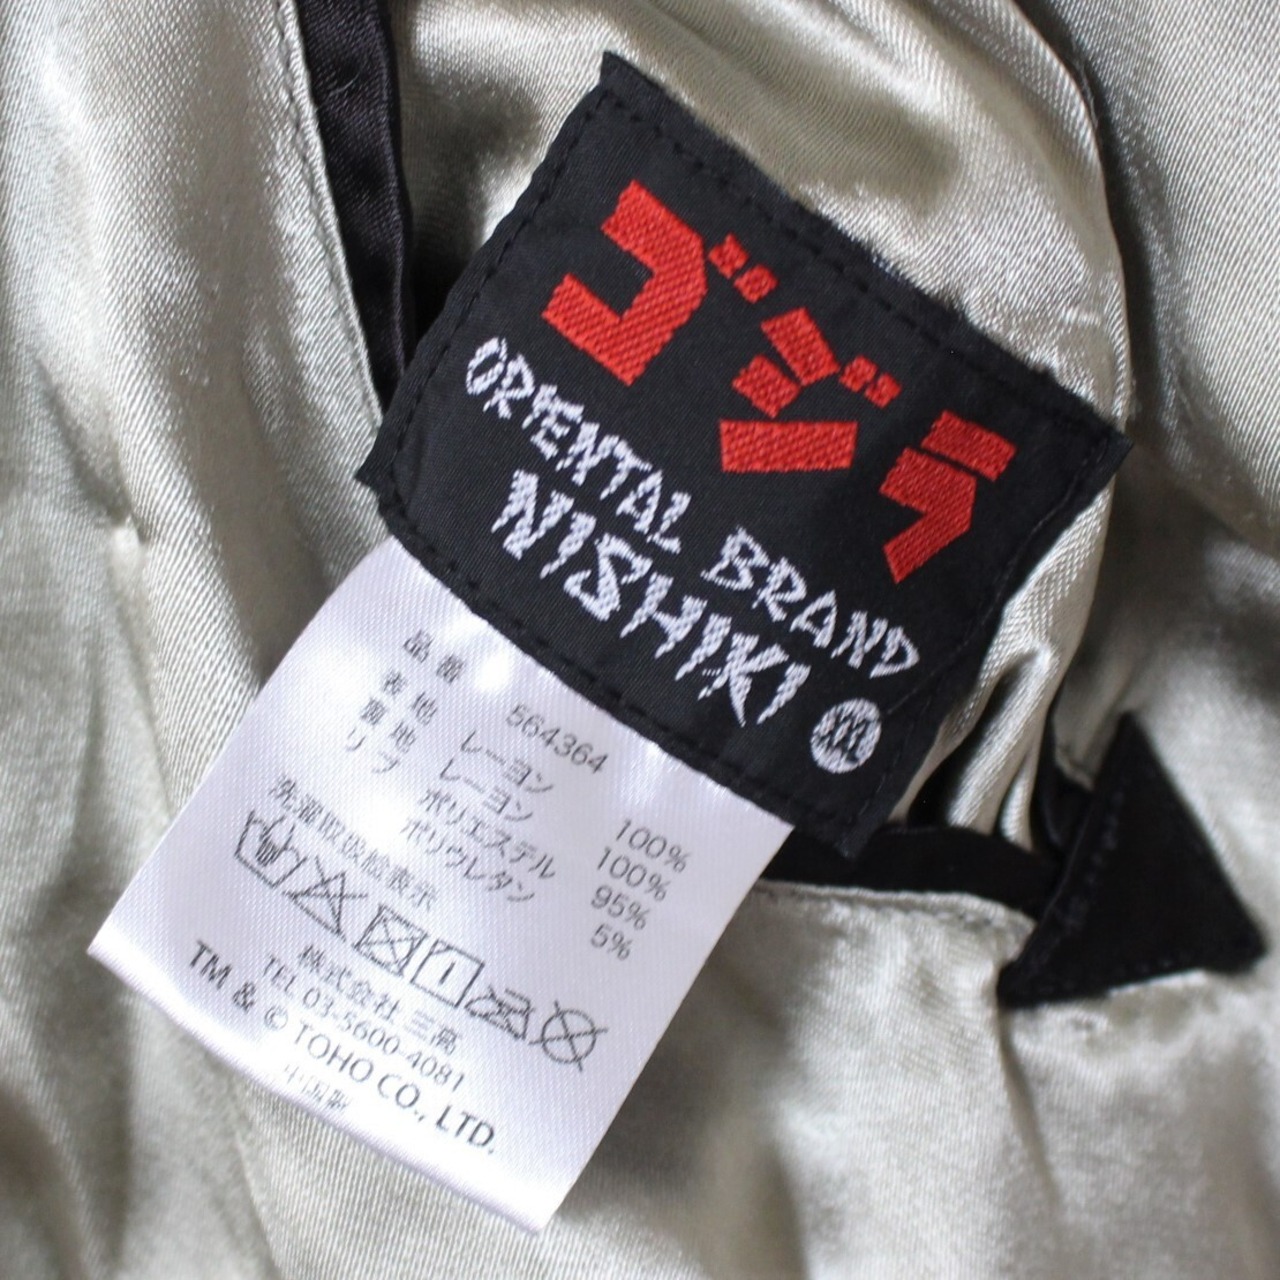 ゴジラ
ORIENTAL BRAND
NISHIKI
XXL
品番 564364
表地 レーヨン 100%
裏地 レーヨン 100%
リブ ポリエステル 95%
ポリウレタン 5%
洗濯取扱絵表示
株式会社 三高
TEL 03-5600-4081
TM & © TOHO CO., LTD.
中国製